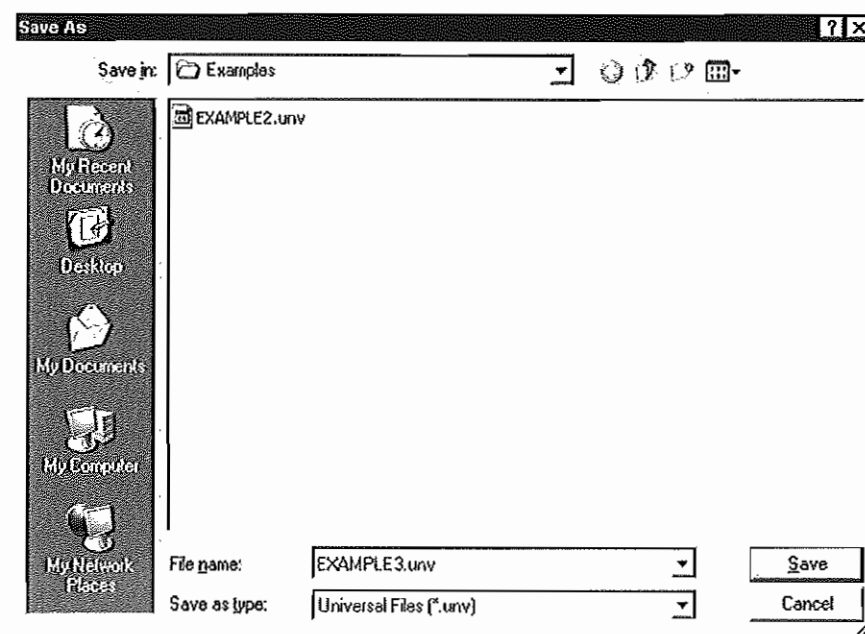 Save As
Save in: Examples
EXAMPLE2.unv
My Recent
Documents
Desktop
My Documents
My Computer
My Network
Places
File name: EXAMPLE3.unv Save
Save as type: Universal Files (*.unv) Cancel